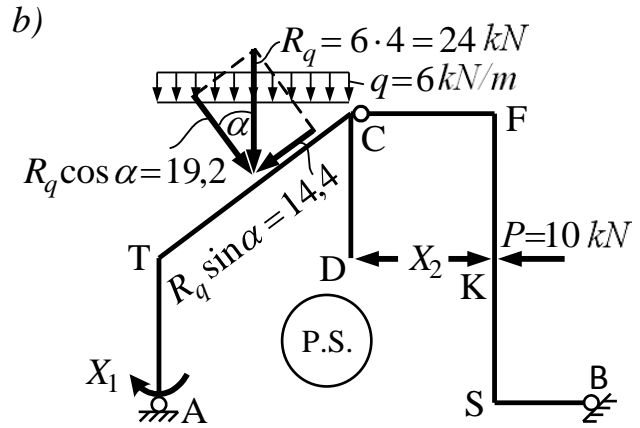 b)
R_q = 6 · 4 = 24 kN
q = 6 kN/m
α
C
F
R_q cos α = 19,2
R_q sin α = 14,4
T
D
X_2
P = 10 kN
K
P.S.
X_1
A
S
B